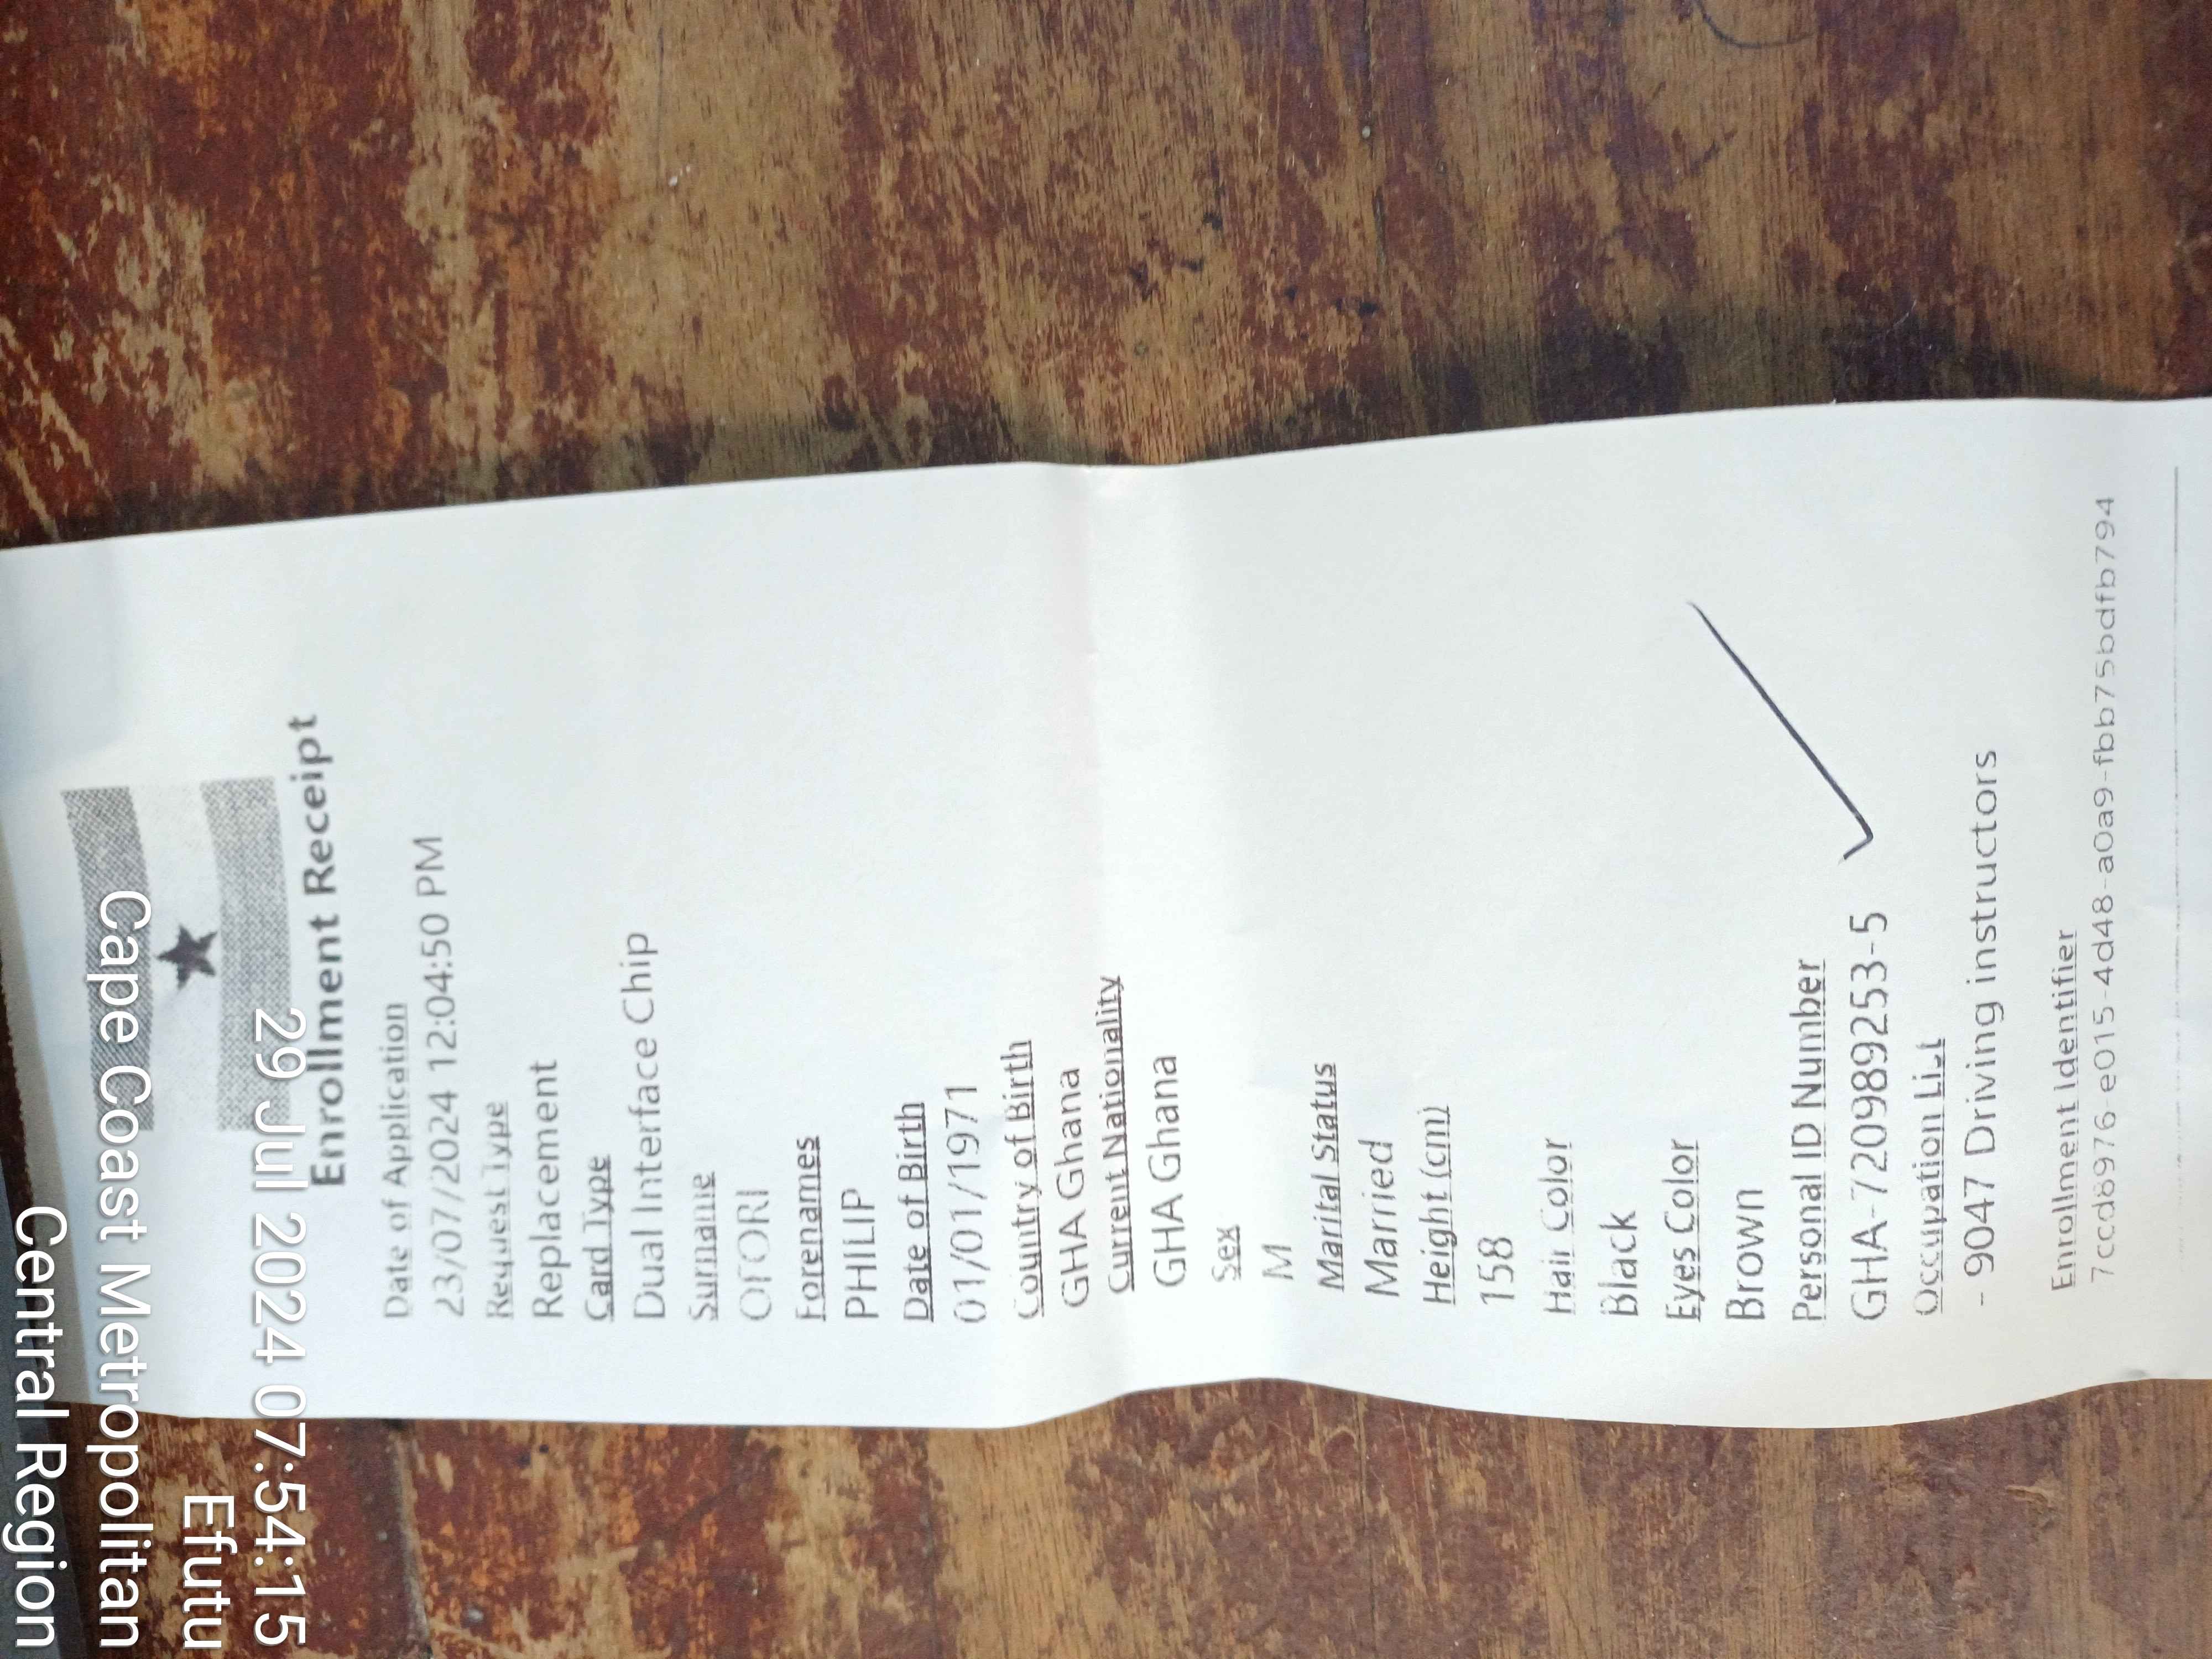 Enrollment Receipt
Date of Application
23/07/2024 12:04:50 PM
Request Type
Replacement
Card Type
Dual Interface Chip
Surname
OFORI
Forenames
PHILIP
Date of Birth
01/01/1971
Country of Birth
GHA Ghana
Current Nationality
GHA Ghana
Sex
M
Marital Status
Married
Height (cm)
158
Hair Color
Black
Eyes Color
Brown
Personal ID Number
GHA-720989253-5
Occupation List
- 9047 Driving instructors
Enrollment Identifier
7ccd8976-e015-4d48-a0a9-fbb75bdfb794
29 Jul 2024 07:54:15
Efutu
Cape Coast Metropolitan
Central Region